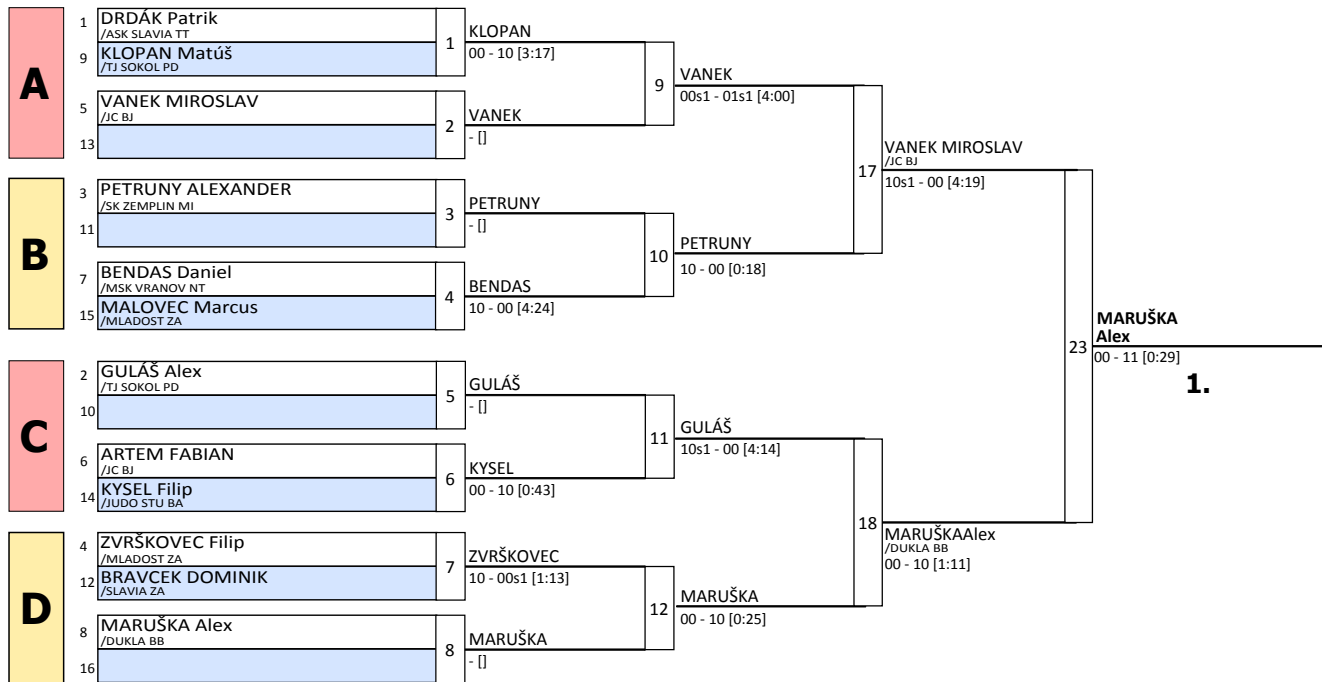 A
1 DRDÁK Patrik
/ASK SLAVIA TT
9 KLOPAN Matúš
/TJ SOKOL PD
1
KLOPAN
00 - 10 [3:17]
5 VANEK MIROSLAV
/JC BJ
13
2
VANEK
- []
9
VANEK
00s1 - 01s1 [4:00]
B
3 PETRUNY ALEXANDER
/SK ZEMPLIN MI
11
3
PETRUNY
- []
7 BENDAS Daniel
/MSK VRANOV NT
15 MALOVEC Marcus
/MLADOST ZA
4
BENDAS
10 - 00 [4:24]
10
PETRUNY
10 - 00 [0:18]
17
VANEK MIROSLAV
/JC BJ
10s1 - 00 [4:19]
C
2 GULÁŠ Alex
/TJ SOKOL PD
10
5
GULÁŠ
- []
6 ARTEM FABIAN
/JC BJ
14 KYSEL Filip
/JUDO STU BA
6
KYSEL
00 - 10 [0:43]
11
GULÁŠ
10s1 - 00 [4:14]
D
4 ZVRŠKOVEC Filip
/MLADOST ZA
12 BRAVCEK DOMINIK
/SLAVIA ZA
7
ZVRŠKOVEC
10 - 00s1 [1:13]
8 MARUŠKA Alex
/DUKLA BB
16
8
MARUŠKA
- []
12
MARUŠKA
00 - 10 [0:25]
18
MARUŠKAAlex
/DUKLA BB
00 - 10 [1:11]
23
MARUŠKA
Alex
00 - 11 [0:29]
1.